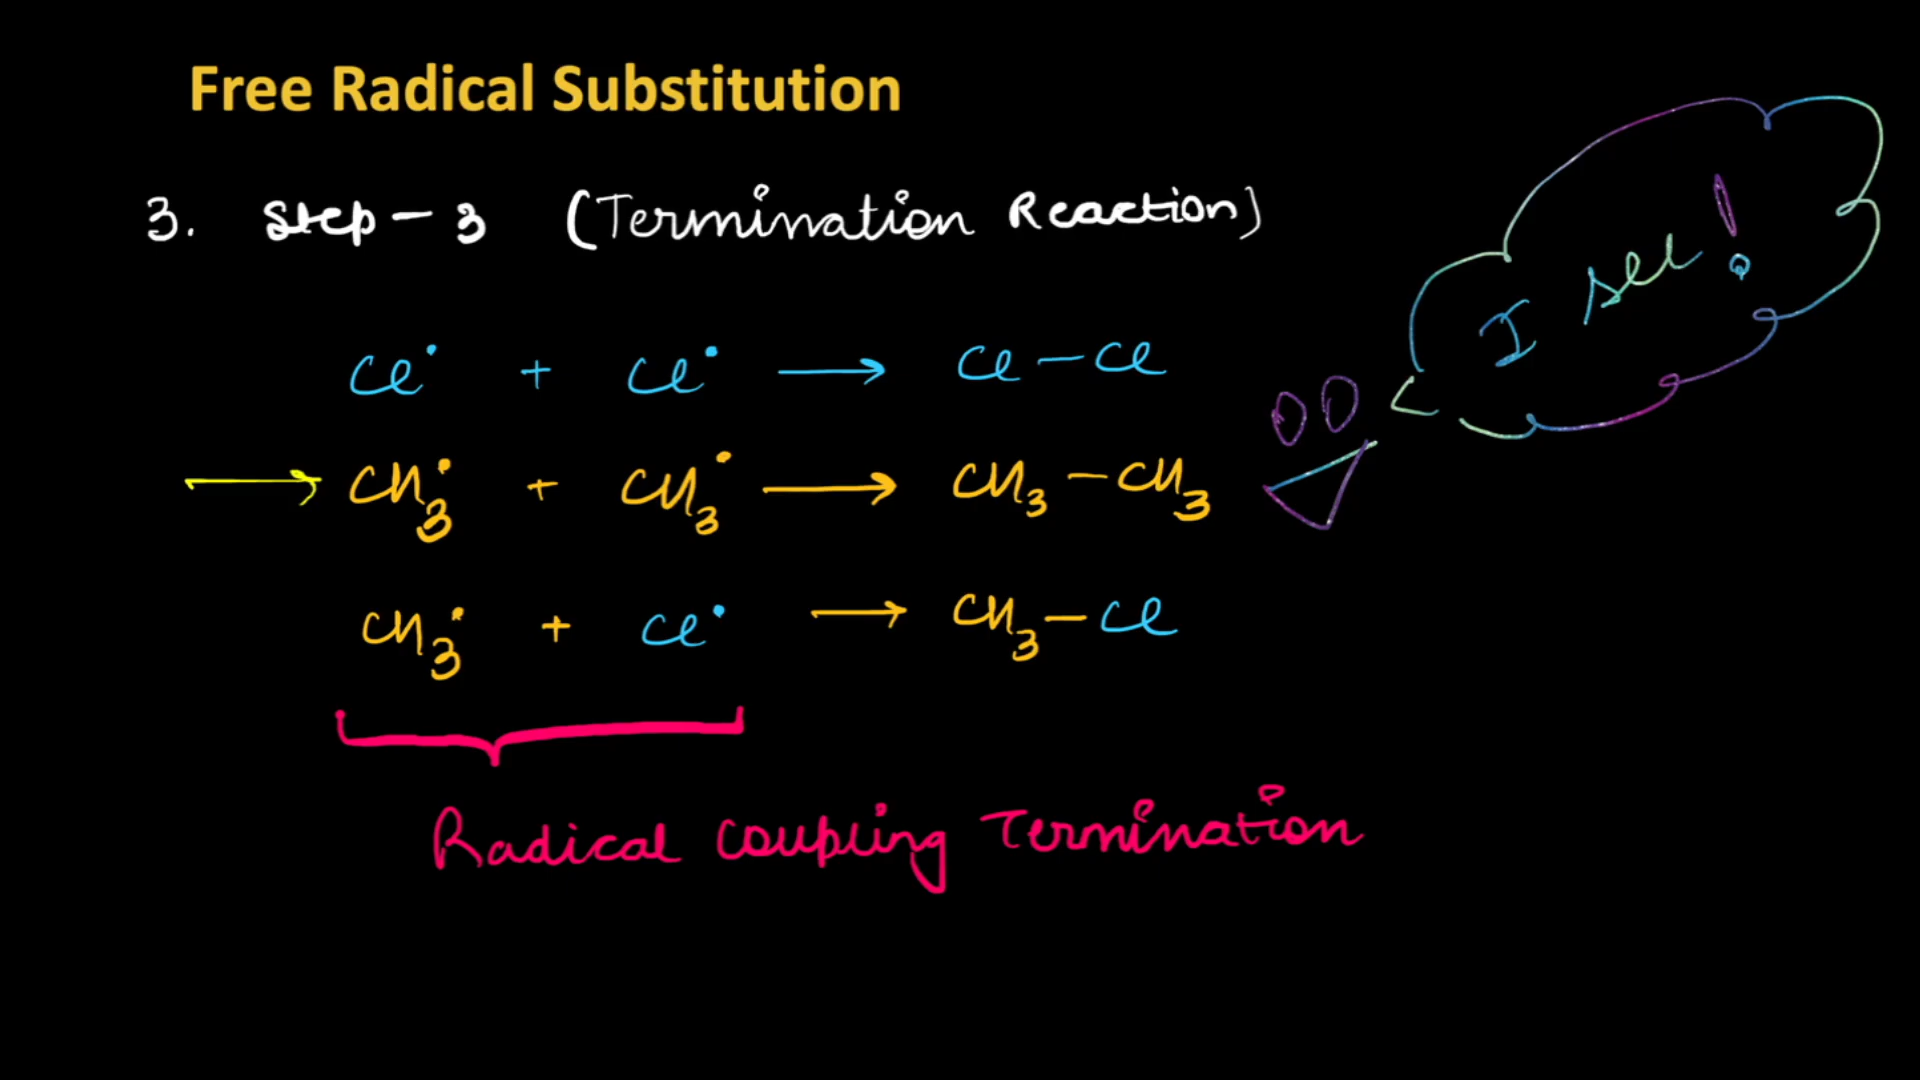 Free Radical Substitution
3. Step-3 (Termination Reaction)
I see!
Cl• + Cl• → Cl-Cl
→ CH₃• + CH₃• → CH₃-CH₃
CH₃• + Cl• → CH₃-Cl
Radical Coupling Termination